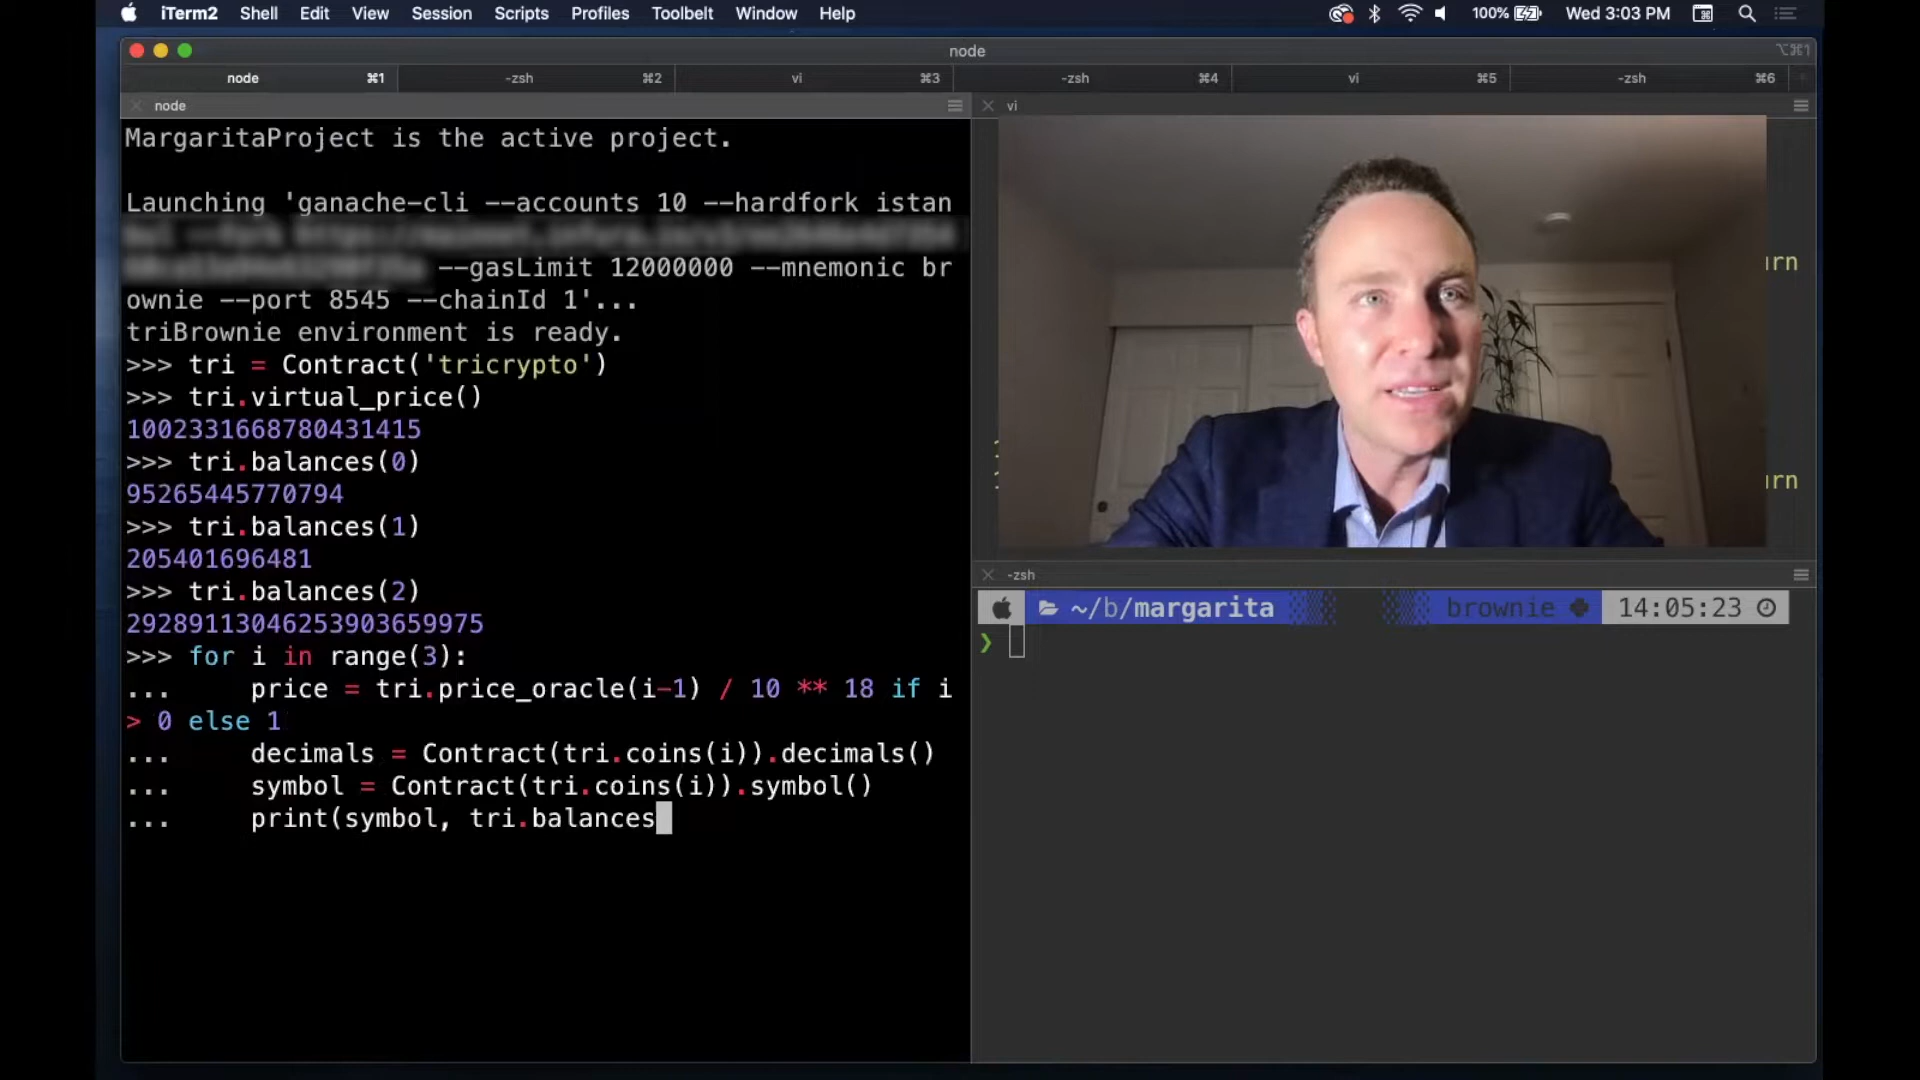 iTerm2 Shell Edit View Session Scripts Profiles Toolbelt Window Help 100% Wed 3:03 PM
node ⌥⌘1
node ⌘1 -zsh ⌘2 vi ⌘3 -zsh ⌘4 vi ⌘5 -zsh ⌘6
node
MargaritaProject is the active project.
Launching 'ganache-cli --accounts 10 --hardfork istan
--gasLimit 12000000 --mnemonic br
ownie --port 8545 --chainId 1'...
triBrownie environment is ready.
>>> tri = Contract('tricrypto')
>>> tri.virtual_price()
1002331668780431415
>>> tri.balances(0)
95265445770794
>>> tri.balances(1)
205401696481
>>> tri.balances(2)
29289113046253903659975
>>> for i in range(3):
... price = tri.price_oracle(i-1) / 10 ** 18 if i
> 0 else 1
... decimals = Contract(tri.coins(i)).decimals()
... symbol = Contract(tri.coins(i)).symbol()
... print(symbol, tri.balances
vi
urn
urn
-zsh
~/b/margarita brownie 14:05:23
❯